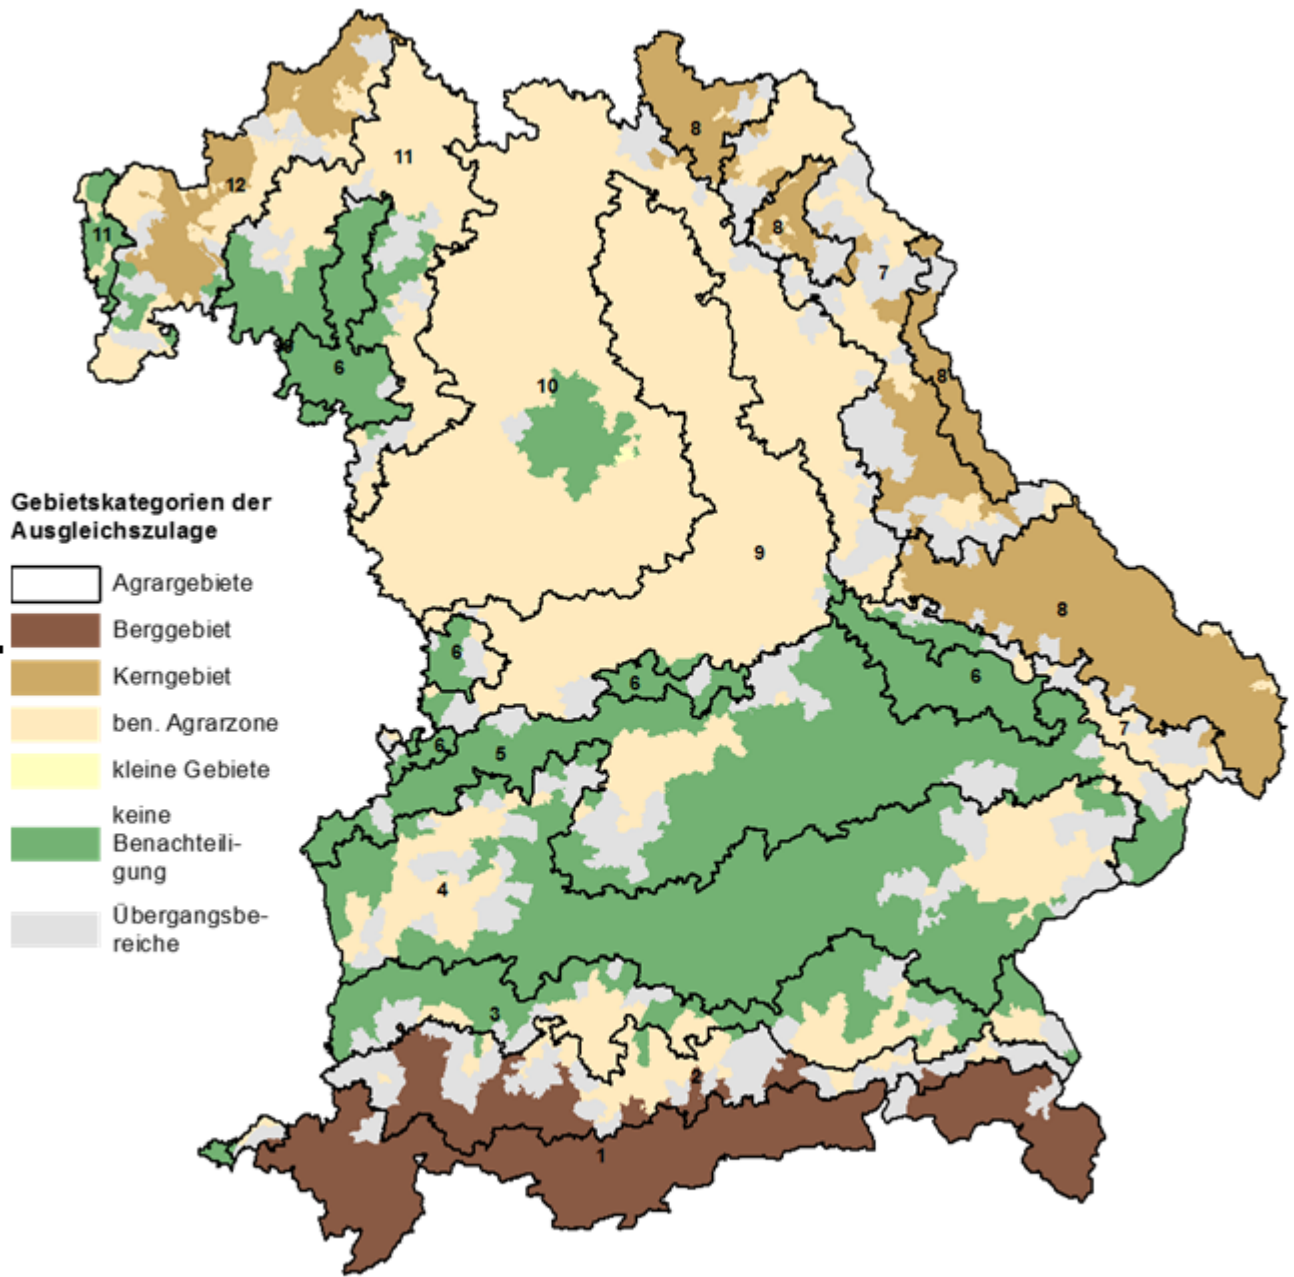 8
11
12
8
11
8
7
6
8
10
Gebietskategorien der
Ausgleichszulage
Agrargebiete
Berggebiet
Kerngebiet
ben. Agrarzone
kleine Gebiete
keine
Benachteili-
gung
Übergangsbe-
reiche
9
8
6
6
6
7
6
5
4
3
2
1